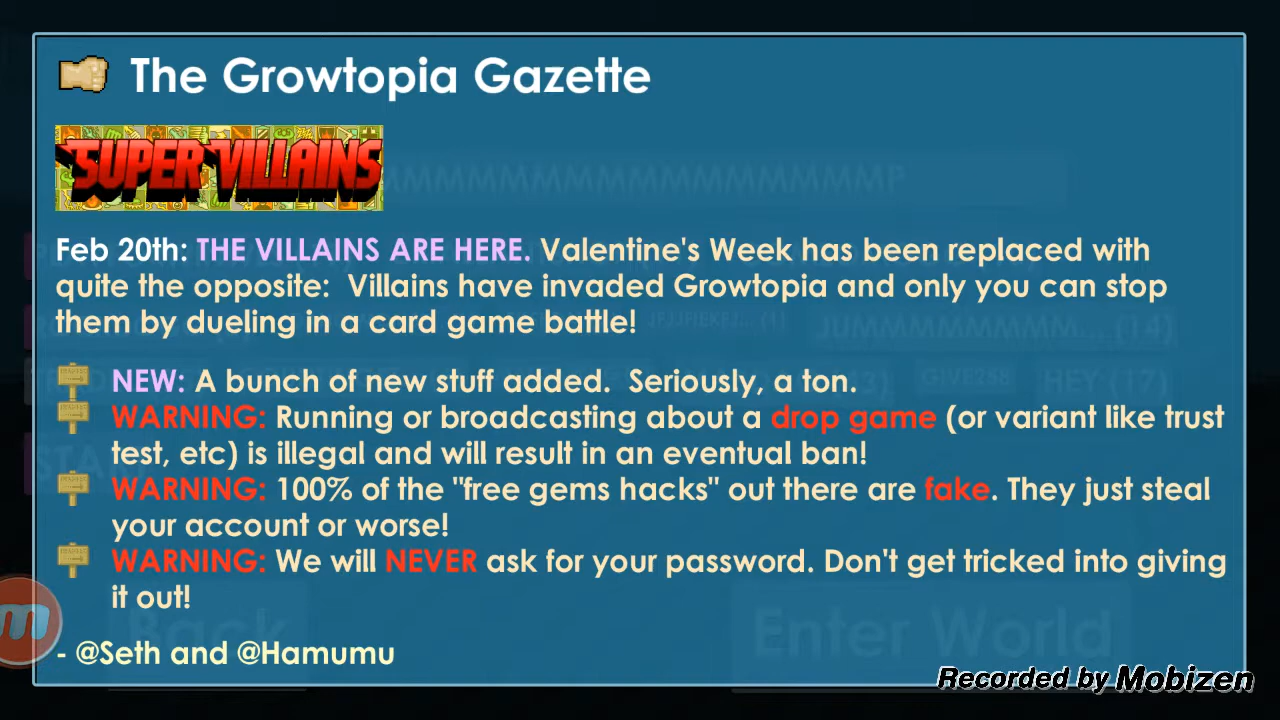 The Growtopia Gazette
SUPER VILLAINS
Feb 20th: THE VILLAINS ARE HERE. Valentine's Week has been replaced with
quite the opposite:  Villains have invaded Growtopia and only you can stop
them by dueling in a card game battle!
NEW: A bunch of new stuff added.  Seriously, a ton.
WARNING: Running or broadcasting about a drop game (or variant like trust
test, etc) is illegal and will result in an eventual ban!
WARNING: 100% of the "free gems hacks" out there are fake. They just steal
your account or worse!
WARNING: We will NEVER ask for your password. Don't get tricked into giving
it out!
Back
Enter World
- @Seth and @Hamumu
Recorded by Mobizen